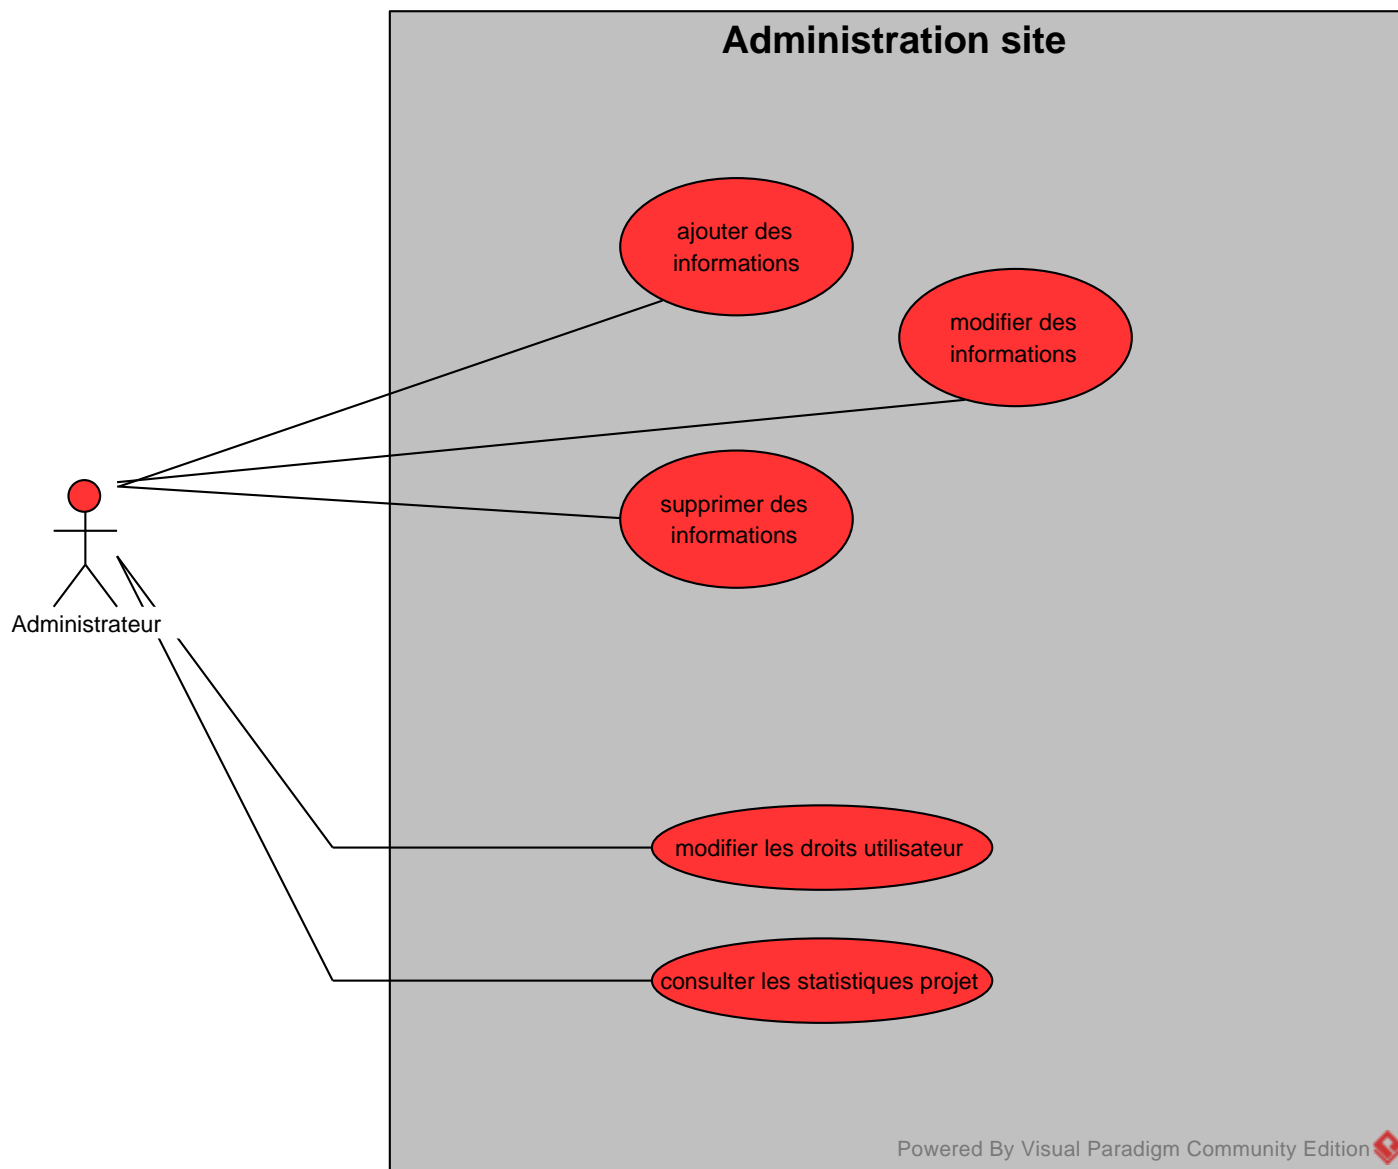 Administration site
ajouter des
informations
modifier des
informations
supprimer des
informations
Administrateur
modifier les droits utilisateur
consulter les statistiques projet
Powered By Visual Paradigm Community Edition